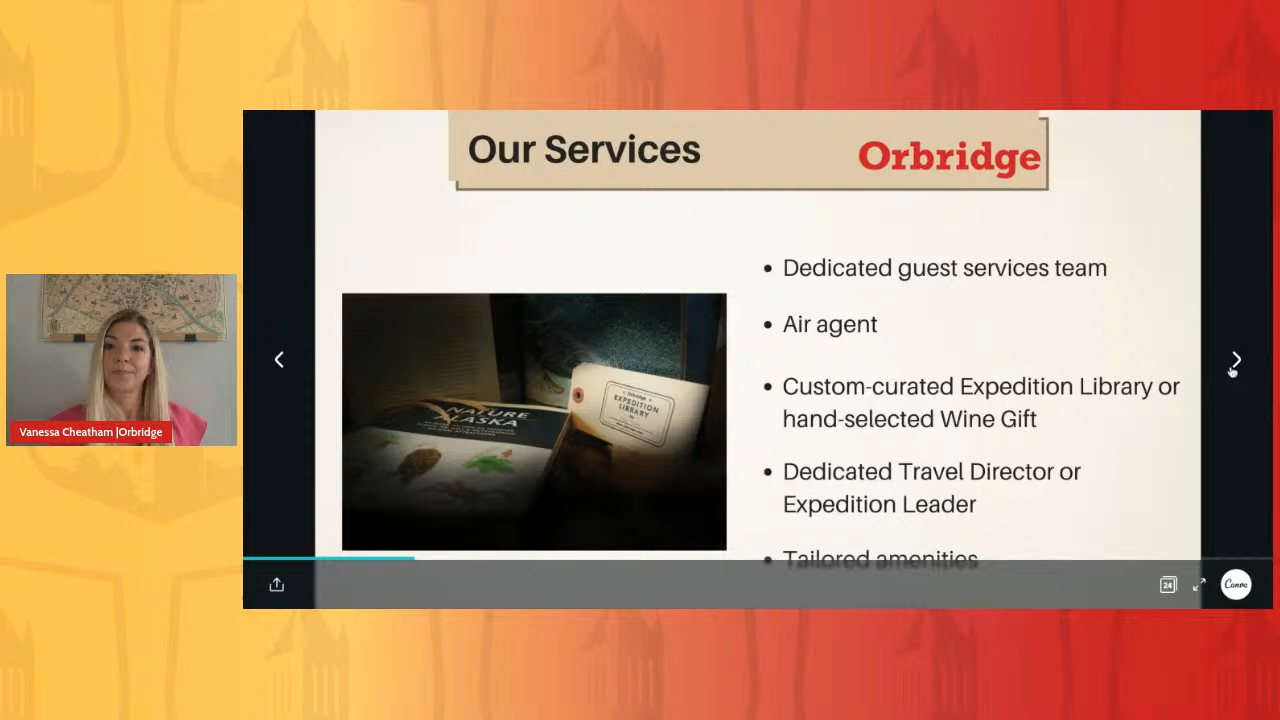 Our Services
Orbridge
Dedicated guest services team
Air agent
Custom-curated Expedition Library or
hand-selected Wine Gift
Dedicated Travel Director or
Expedition Leader
Tailored amenities
NATURE
ALASKA
EXPEDITION
LIBRARY
Vanessa Cheatham |Orbridge
24
Canva